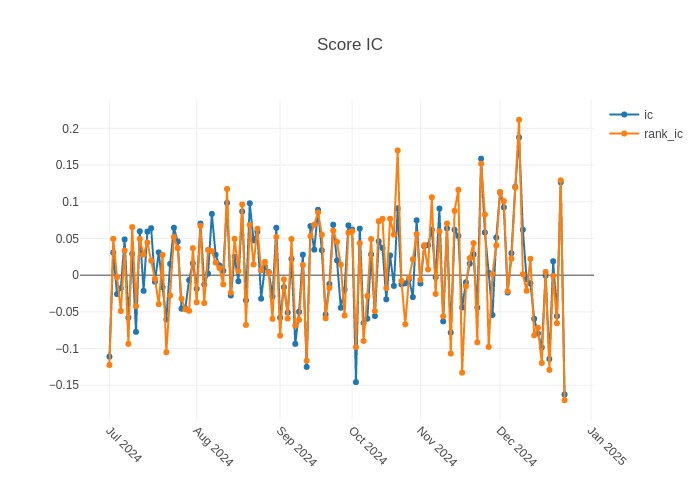 Score IC
ic
rank_ic
0.2
0.15
0.1
0.05
0
−0.05
−0.1
−0.15
Jul 2024
Aug 2024
Sep 2024
Oct 2024
Nov 2024
Dec 2024
Jan 2025